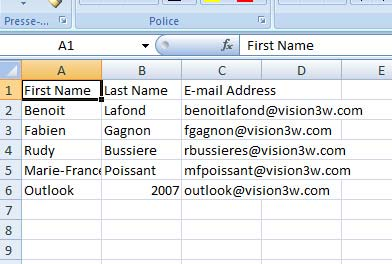 Presse-... Police
A1 fx First Name
A B C D E
1 First Name Last Name E-mail Address
2 Benoit Lafond benoitlafond@vision3w.com
3 Fabien Gagnon fgagnon@vision3w.com
4 Rudy Bussiere rbussieres@vision3w.com
5 Marie-France Poissant mfpoissant@vision3w.com
6 Outlook 2007 outlook@vision3w.com
7
8
9